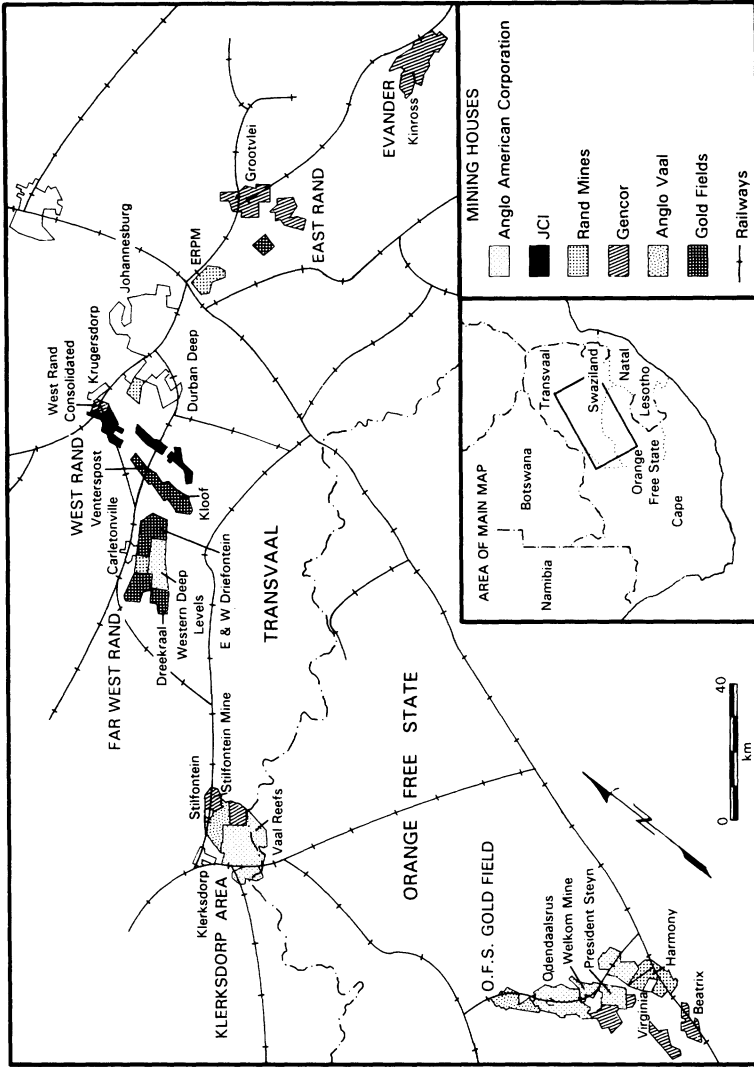 EVANDER
Kinross
Grootvlei
EAST RAND
ERPM
Johannesburg
West Rand
Consolidated
Krugersdorp
Durban Deep
WEST RAND
Venterspost
Kloof
Carletonville
FAR WEST RAND
Dreekraal
Western Deep
Levels
E & W Driefontein
TRANSVAAL
Stilfontein
Stilfontein Mine
Klerksdorp
Vaal Reefs
KLERKSDORP AREA
ORANGE FREE STATE
O.F.S. GOLD FIELD
Odendaalsrus
Welkom Mine
President Steyn
Virginia
Harmony
Beatrix
N
0 40
km
AREA OF MAIN MAP
Namibia
Botswana
Transvaal
Swaziland
Natal
Orange
Free State
Lesotho
Cape
MINING HOUSES
Anglo American Corporation
JCI
Rand Mines
Gencor
Anglo Vaal
Gold Fields
Railways